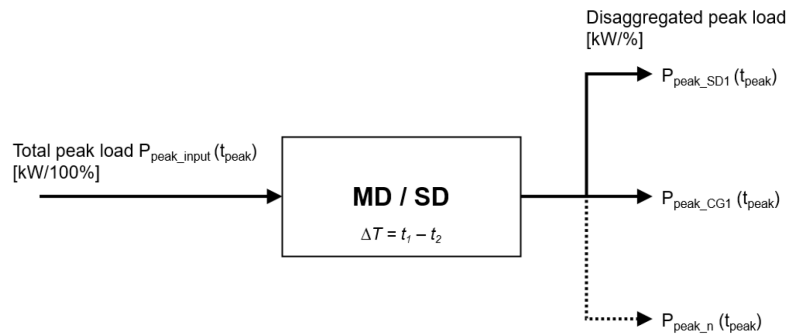 Disaggregated peak load
[kW/%]
P_peak_SD1 (t_peak)
Total peak load P_peak_input (t_peak)
[kW/100%]
MD / SD
ΔT = t₁ – t₂
P_peak_CG1 (t_peak)
P_peak_n (t_peak)